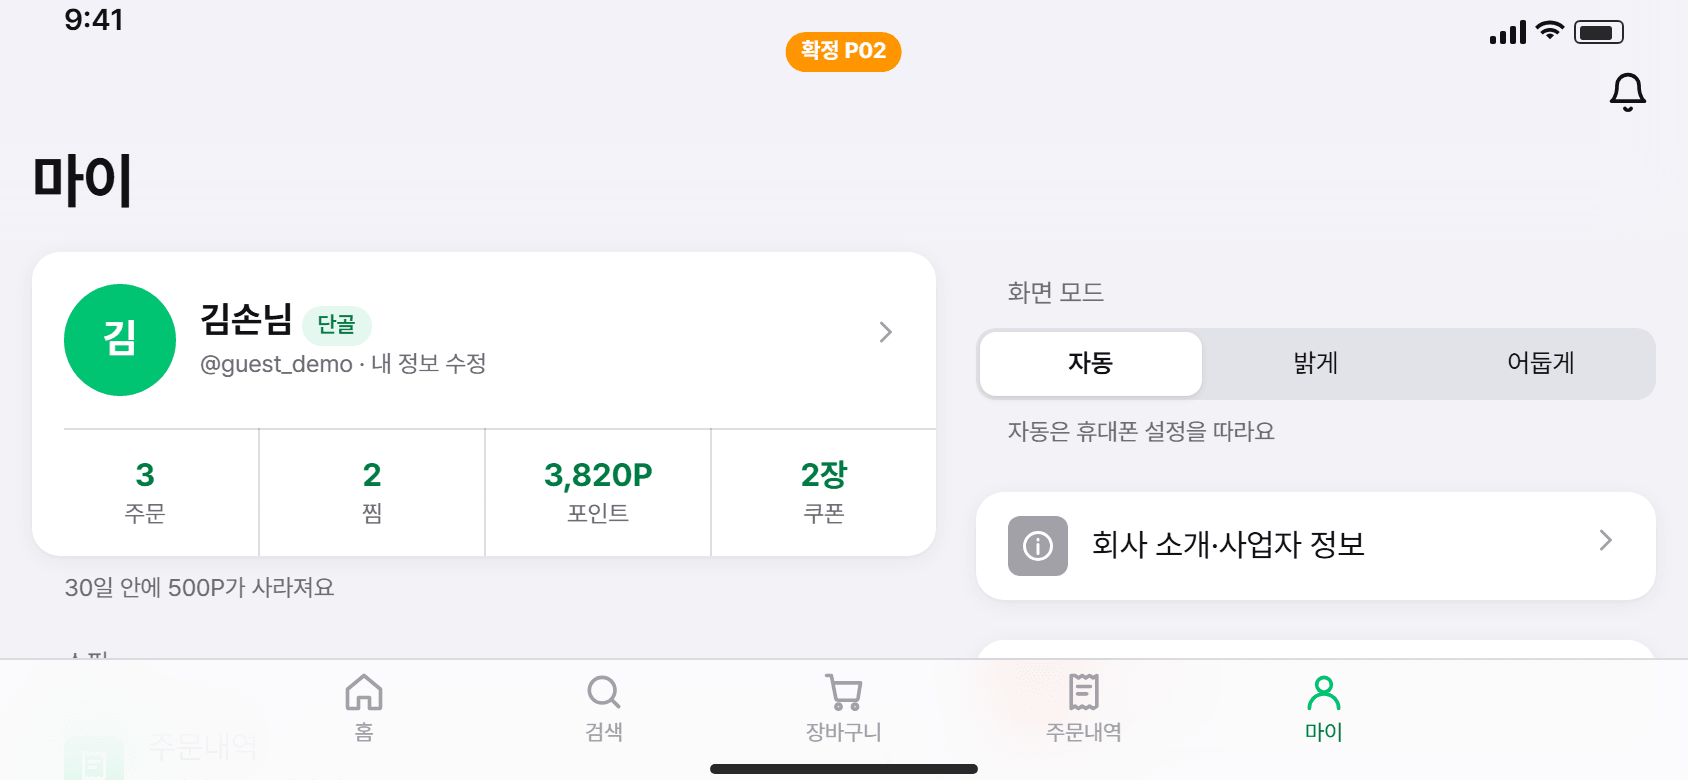 9:41
확정 P02
마이
김
김손님 단골
@guest_demo · 내 정보 수정
3
주문
2
찜
3,820P
포인트
2장
쿠폰
30일 안에 500P가 사라져요
주문내역
화면 모드
자동
밝게
어둡게
자동은 휴대폰 설정을 따라요
회사 소개·사업자 정보
홈
검색
장바구니
주문내역
마이